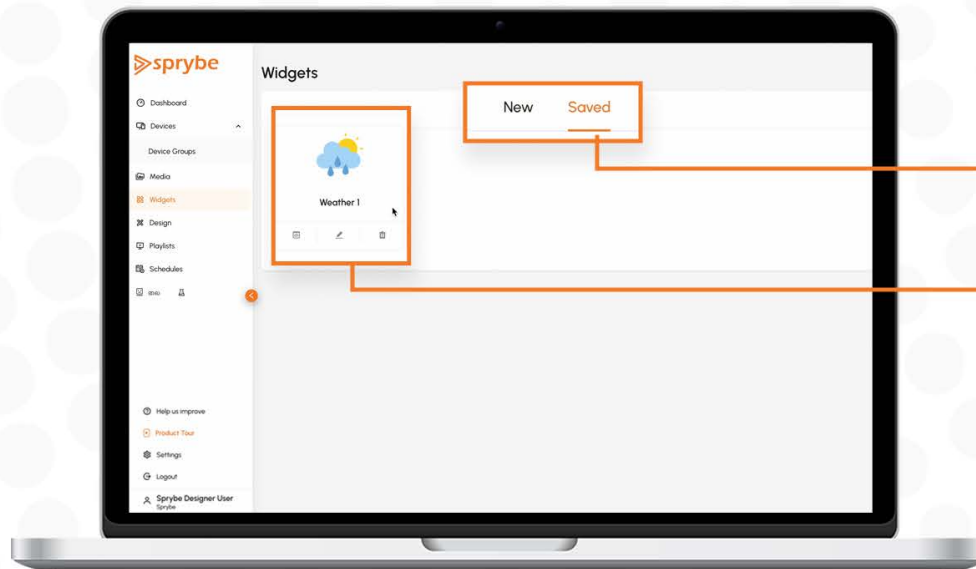 sprybe
Widgets
New Saved
Dashboard
Devices
Device Groups
Media
Widgets
Design
Playlists
Schedules
Weather 1
Help us improve
Product Tour
Settings
Logout
Sprybe Designer User
Sprybe